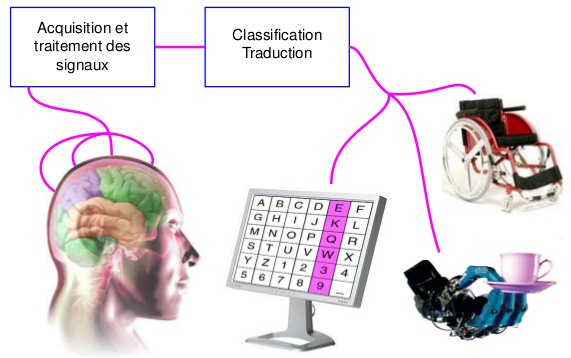 Acquisition et
traitement des
signaux
Classification
Traduction
A B C D E F
G H I J K L
M N O P Q R
S T U V W X
Y Z 1 2 3 4
5 6 7 8 9